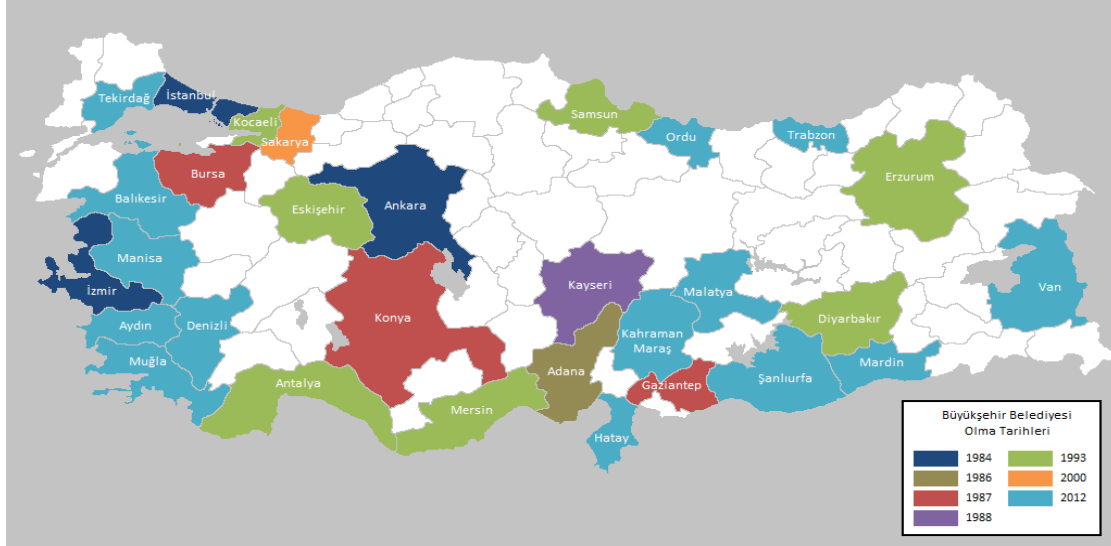 Tekirdağ
İstanbul
Kocaeli
Sakarya
Samsun
Ordu
Trabzon
Bursa
Erzurum
Balıkesir
Eskişehir
Ankara
Manisa
Kayseri
Malatya
Van
İzmir
Aydın
Denizli
Konya
Kahraman
Maraş
Diyarbakır
Muğla
Antalya
Adana
Mersin
Gaziantep
Şanlıurfa
Mardin
Hatay
Büyükşehir Belediyesi
Olma Tarihleri
1984
1986
1987
1988
1993
2000
2012